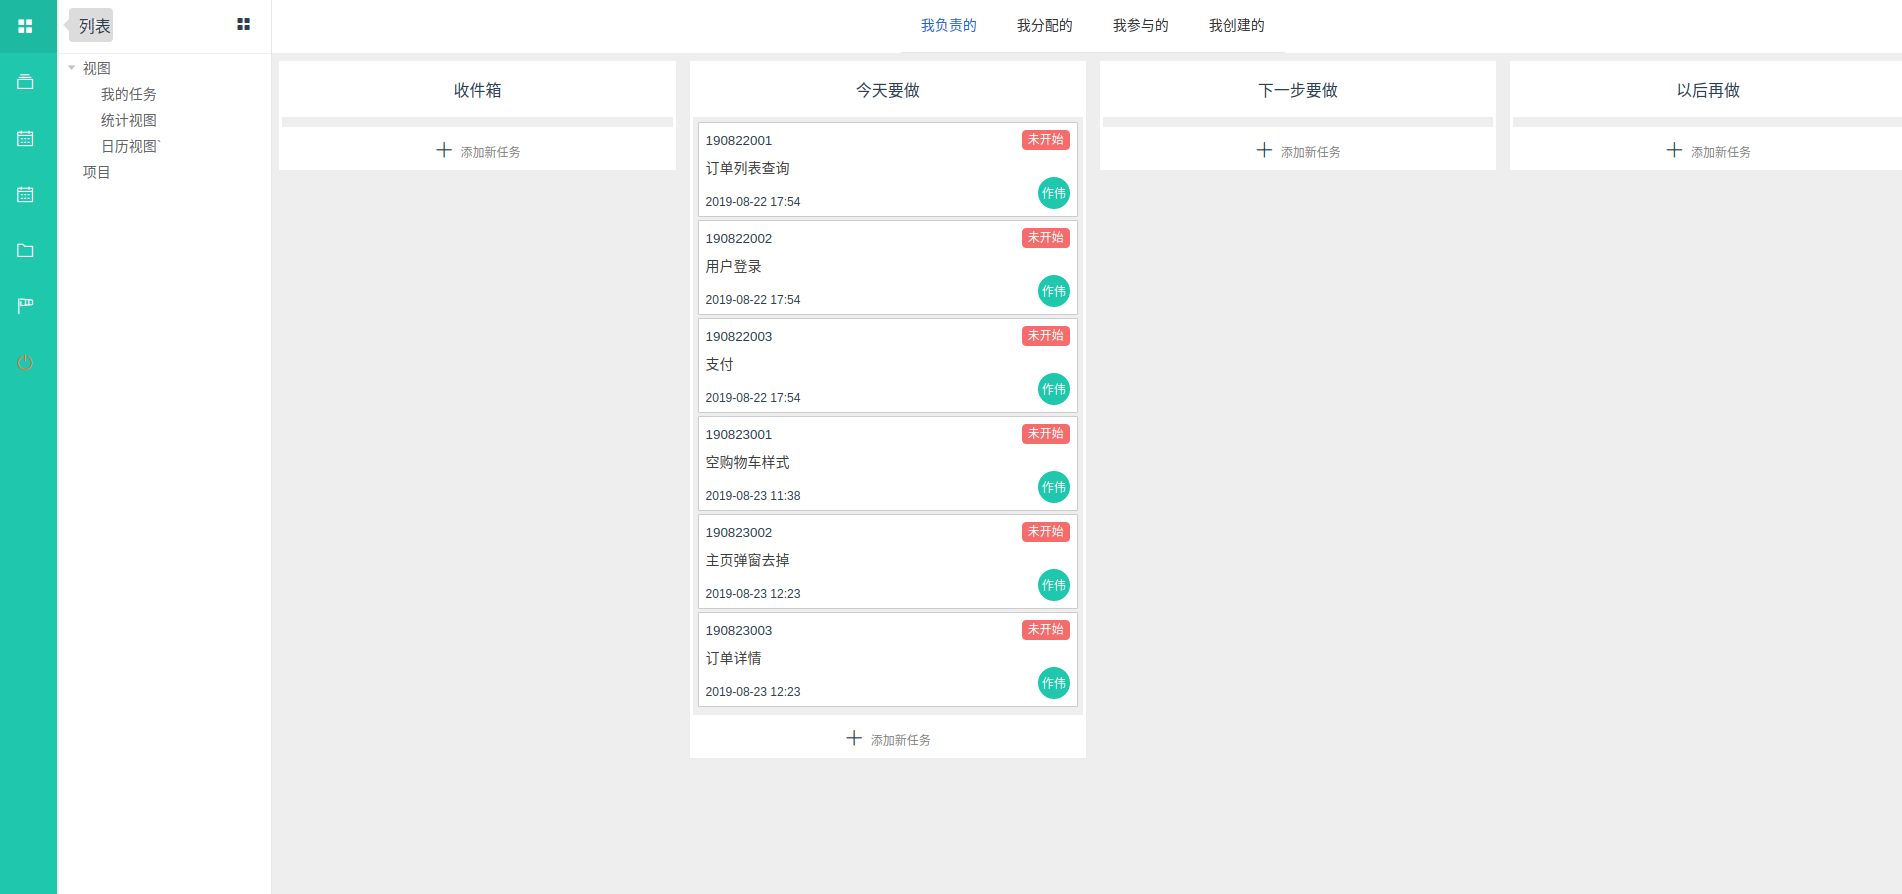 列表
我负责的 我分配的 我参与的 我创建的
视图
我的任务
统计视图
日历视图`
项目
收件箱
添加新任务
今天要做
190822001 未开始
订单列表查询
作伟
2019-08-22 17:54
190822002 未开始
用户登录
作伟
2019-08-22 17:54
190822003 未开始
支付
作伟
2019-08-22 17:54
190823001 未开始
空购物车样式
作伟
2019-08-23 11:38
190823002 未开始
主页弹窗去掉
作伟
2019-08-23 12:23
190823003 未开始
订单详情
作伟
2019-08-23 12:23
添加新任务
下一步要做
添加新任务
以后再做
添加新任务